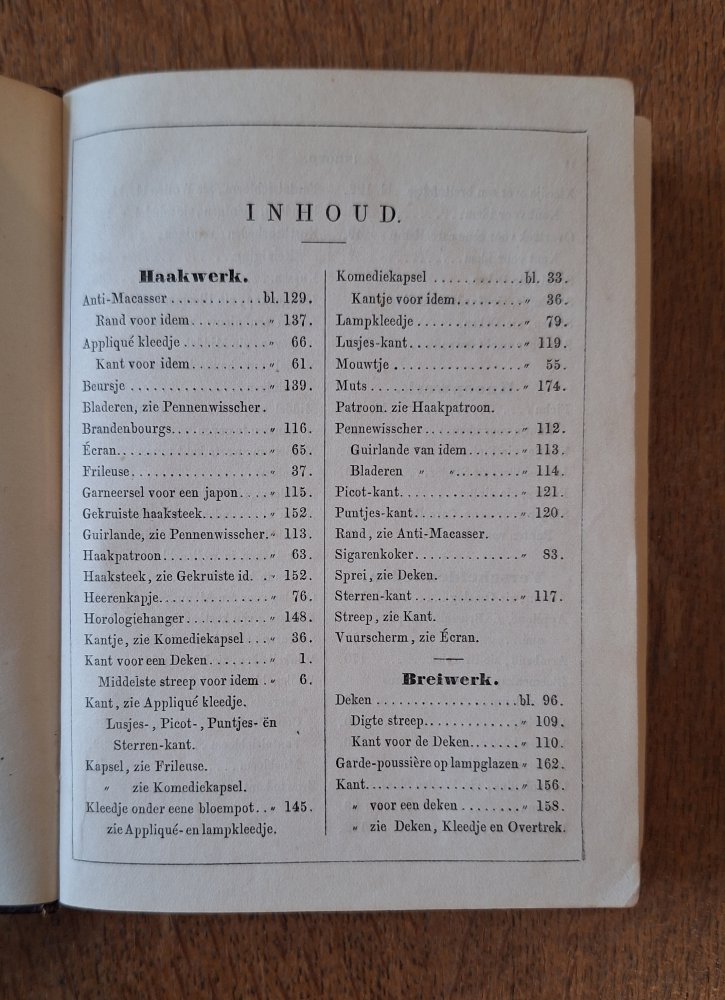 INHOUD.
Haakwerk.
Anti-Macasser ............ bl. 129.
Rand voor idem .......... „ 137.
Appliqué kleedje ........... „ 66.
Kant voor idem .......... „ 61.
Beursje .................. „ 139.
Bladeren, zie Pennenwisscher.
Brandenbourgs ............. „ 116.
Écran .................... „ 65.
Frileuse .................. „ 37.
Garneersel voor een japon .... „ 115.
Gekruiste haaksteek ......... „ 152.
Guirlande, zie Pennenwisscher. „ 113.
Haakpatroon .............. „ 63.
Haaksteek, zie Gekruiste id. .. „ 152.
Heerenkapje ............... „ 76.
Horologiehanger ............ „ 148.
Kantje, zie Komediekapsel ... „ 36.
Kant voor een Deken ........ „ 1.
Middelste streep voor idem . „ 6.
Kant, zie Appliqué kleedje.
Lusjes-, Picot-, Puntjes- ën
Sterren-kant.
Kapsel, zie Frileuse.
„ zie Komediekapsel.
Kleedje onder eene bloempot .. „ 145.
zie Appliqué- en lampkleedje.
Komediekapsel ............ bl. 33.
Kantje voor idem ......... „ 36.
Lampkleedje .............. „ 79.
Lusjes-kant ............... „ 119.
Mouwtje ................. „ 55.
Muts .................... „ 174.
Patroon. zie Haakpatroon.
Pennewisscher ............. „ 112.
Guirlande van idem ....... „ 113.
Bladeren „ „ ......... „ 114.
Picot-kant ................ „ 121.
Puntjes-kant .............. „ 120.
Rand, zie Anti-Macasser.
Sigarenkoker .............. „ 83.
Sprei, zie Deken.
Sterren-kant .............. „ 117.
Streep, zie Kant.
Vuurscherm, zie Écran.
Breiwerk.
Deken .................... bl. 96.
Digte streep ............. „ 109.
Kant voor de Deken ....... „ 110.
Garde-poussière op lampglazen „ 162.
Kant ..................... „ 156.
„ voor een deken ........ „ 158.
„ zie Deken, Kleedje en Overtrek.